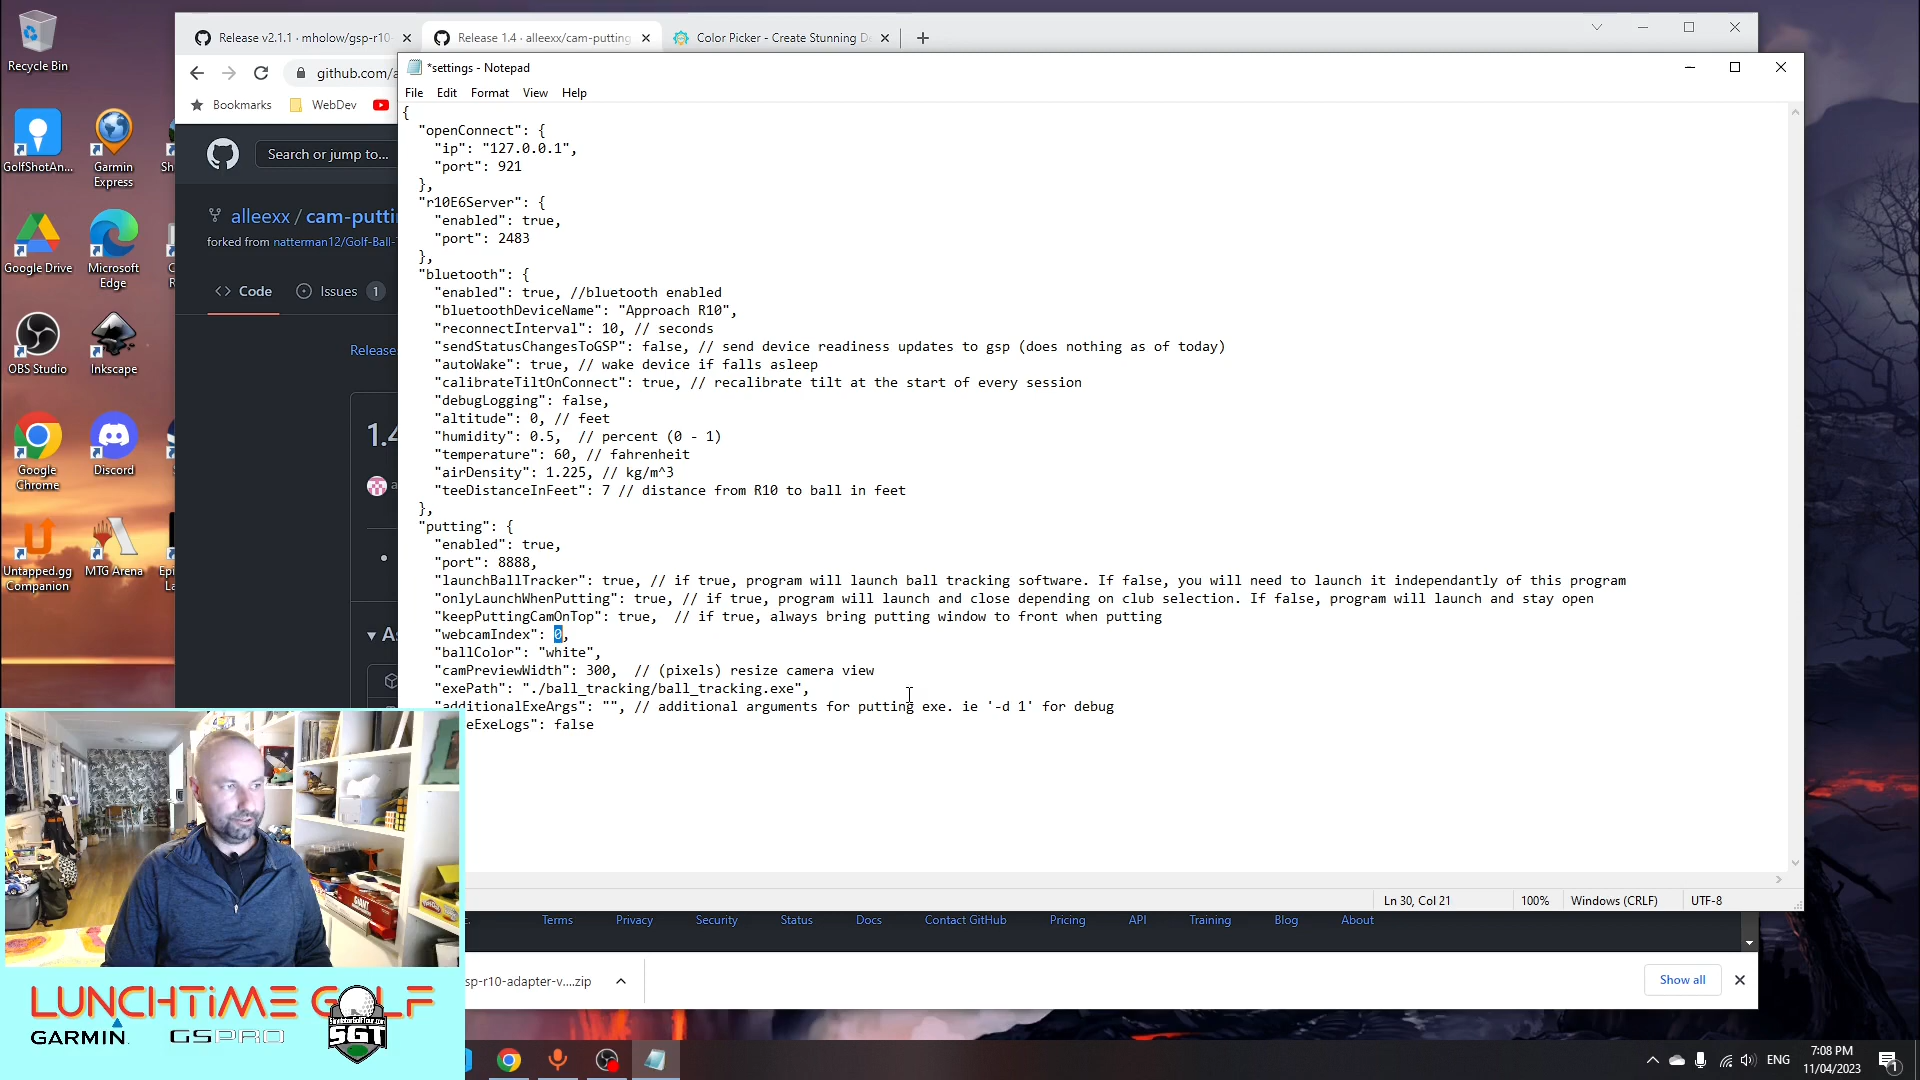 Recycle Bin
GolfShotAn...
Garmin
Express
Sh
Google Drive
Microsoft
Edge
OBS Studio
Inkscape
Google
Chrome
Discord
Untapped.gg
Companion
MTG Arena
Epi
La
Release v2.1.1 · mholow/gsp-r10-
Release 1.4 · alleexx/cam-putting
Color Picker - Create Stunning D
github.com/a
Bookmarks
WebDev
Search or jump to...
alleexx / cam-putti
forked from natterman12/Golf-Ball-
Code
Issues 1
Release
1.4
*settings - Notepad
File Edit Format View Help
{
"openConnect": {
"ip": "127.0.0.1",
"port": 921
},
"r10E6Server": {
"enabled": true,
"port": 2483
},
"bluetooth": {
"enabled": true, //bluetooth enabled
"bluetoothDeviceName": "Approach R10",
"reconnectInterval": 10, // seconds
"sendStatusChangesToGSP": false, // send device readiness updates to gsp (does nothing as of today)
"autoWake": true, // wake device if falls asleep
"calibrateTiltOnConnect": true, // recalibrate tilt at the start of every session
"debugLogging": false,
"altitude": 0, // feet
"humidity": 0.5,  // percent (0 - 1)
"temperature": 60, // fahrenheit
"airDensity": 1.225, // kg/m^3
"teeDistanceInFeet": 7 // distance from R10 to ball in feet
},
"putting": {
"enabled": true,
"port": 8888,
"launchBallTracker": true, // if true, program will launch ball tracking software. If false, you will need to launch it independantly of this program
"onlyLaunchWhenPutting": true, // if true, program will launch and close depending on club selection. If false, program will launch and stay open
"keepPuttingCamOnTop": true,  // if true, always bring putting window to front when putting
"webcamIndex": 0,
"ballColor": "white",
"camPreviewWidth": 300,  // (pixels) resize camera view
"exePath": "./ball_tracking/ball_tracking.exe",
"additionalExeArgs": "", // additional arguments for putting exe. ie '-d 1' for debug
eExeLogs": false
Ln 30, Col 21
100%
Windows (CRLF)
UTF-8
Terms Privacy Security Status Docs Contact GitHub Pricing API Training Blog About
sp-r10-adapter-v....zip
Show all
LUNCHTiME GOLF
GARMIN
GSPRO
SGT
ENG
7:08 PM
11/04/2023
1